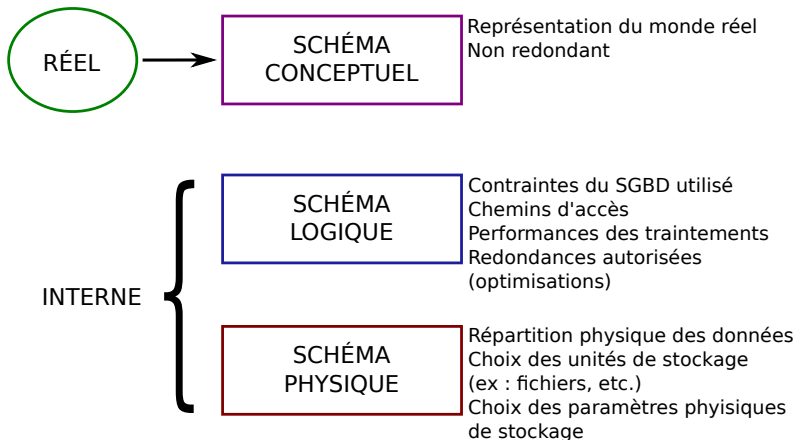 RÉEL
SCHÉMA
CONCEPTUEL
Représentation du monde réel
Non redondant
INTERNE
SCHÉMA
LOGIQUE
Contraintes du SGBD utilisé
Chemins d'accès
Performances des traintements
Redondances autorisées
(optimisations)
SCHÉMA
PHYSIQUE
Répartition physique des données
Choix des unités de stockage
(ex : fichiers, etc.)
Choix des paramètres phyisiques
de stockage